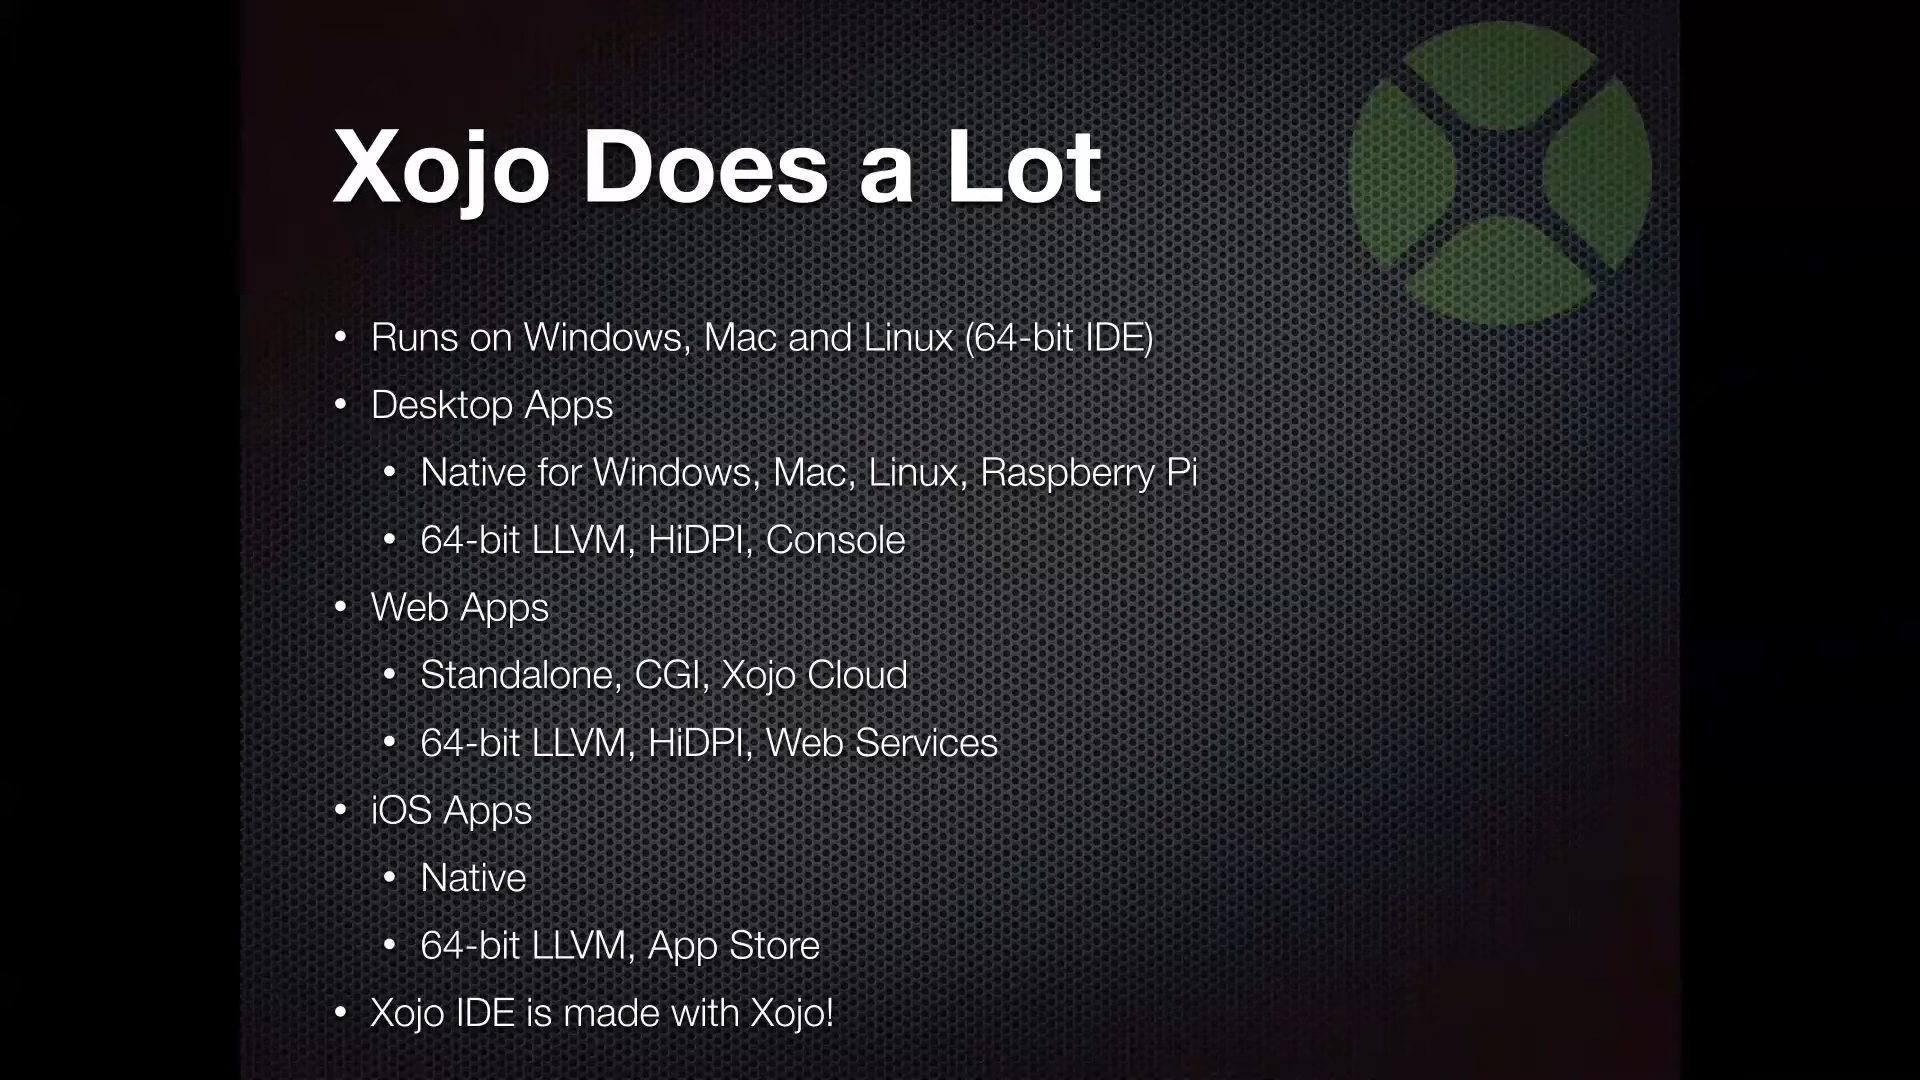 Xojo Does a Lot
• Runs on Windows, Mac and Linux (64-bit IDE)
• Desktop Apps
• Native for Windows, Mac, Linux, Raspberry Pi
• 64-bit LLVM, HiDPI, Console
• Web Apps
• Standalone, CGI, Xojo Cloud
• 64-bit LLVM, HiDPI, Web Services
• iOS Apps
• Native
• 64-bit LLVM, App Store
• Xojo IDE is made with Xojo!